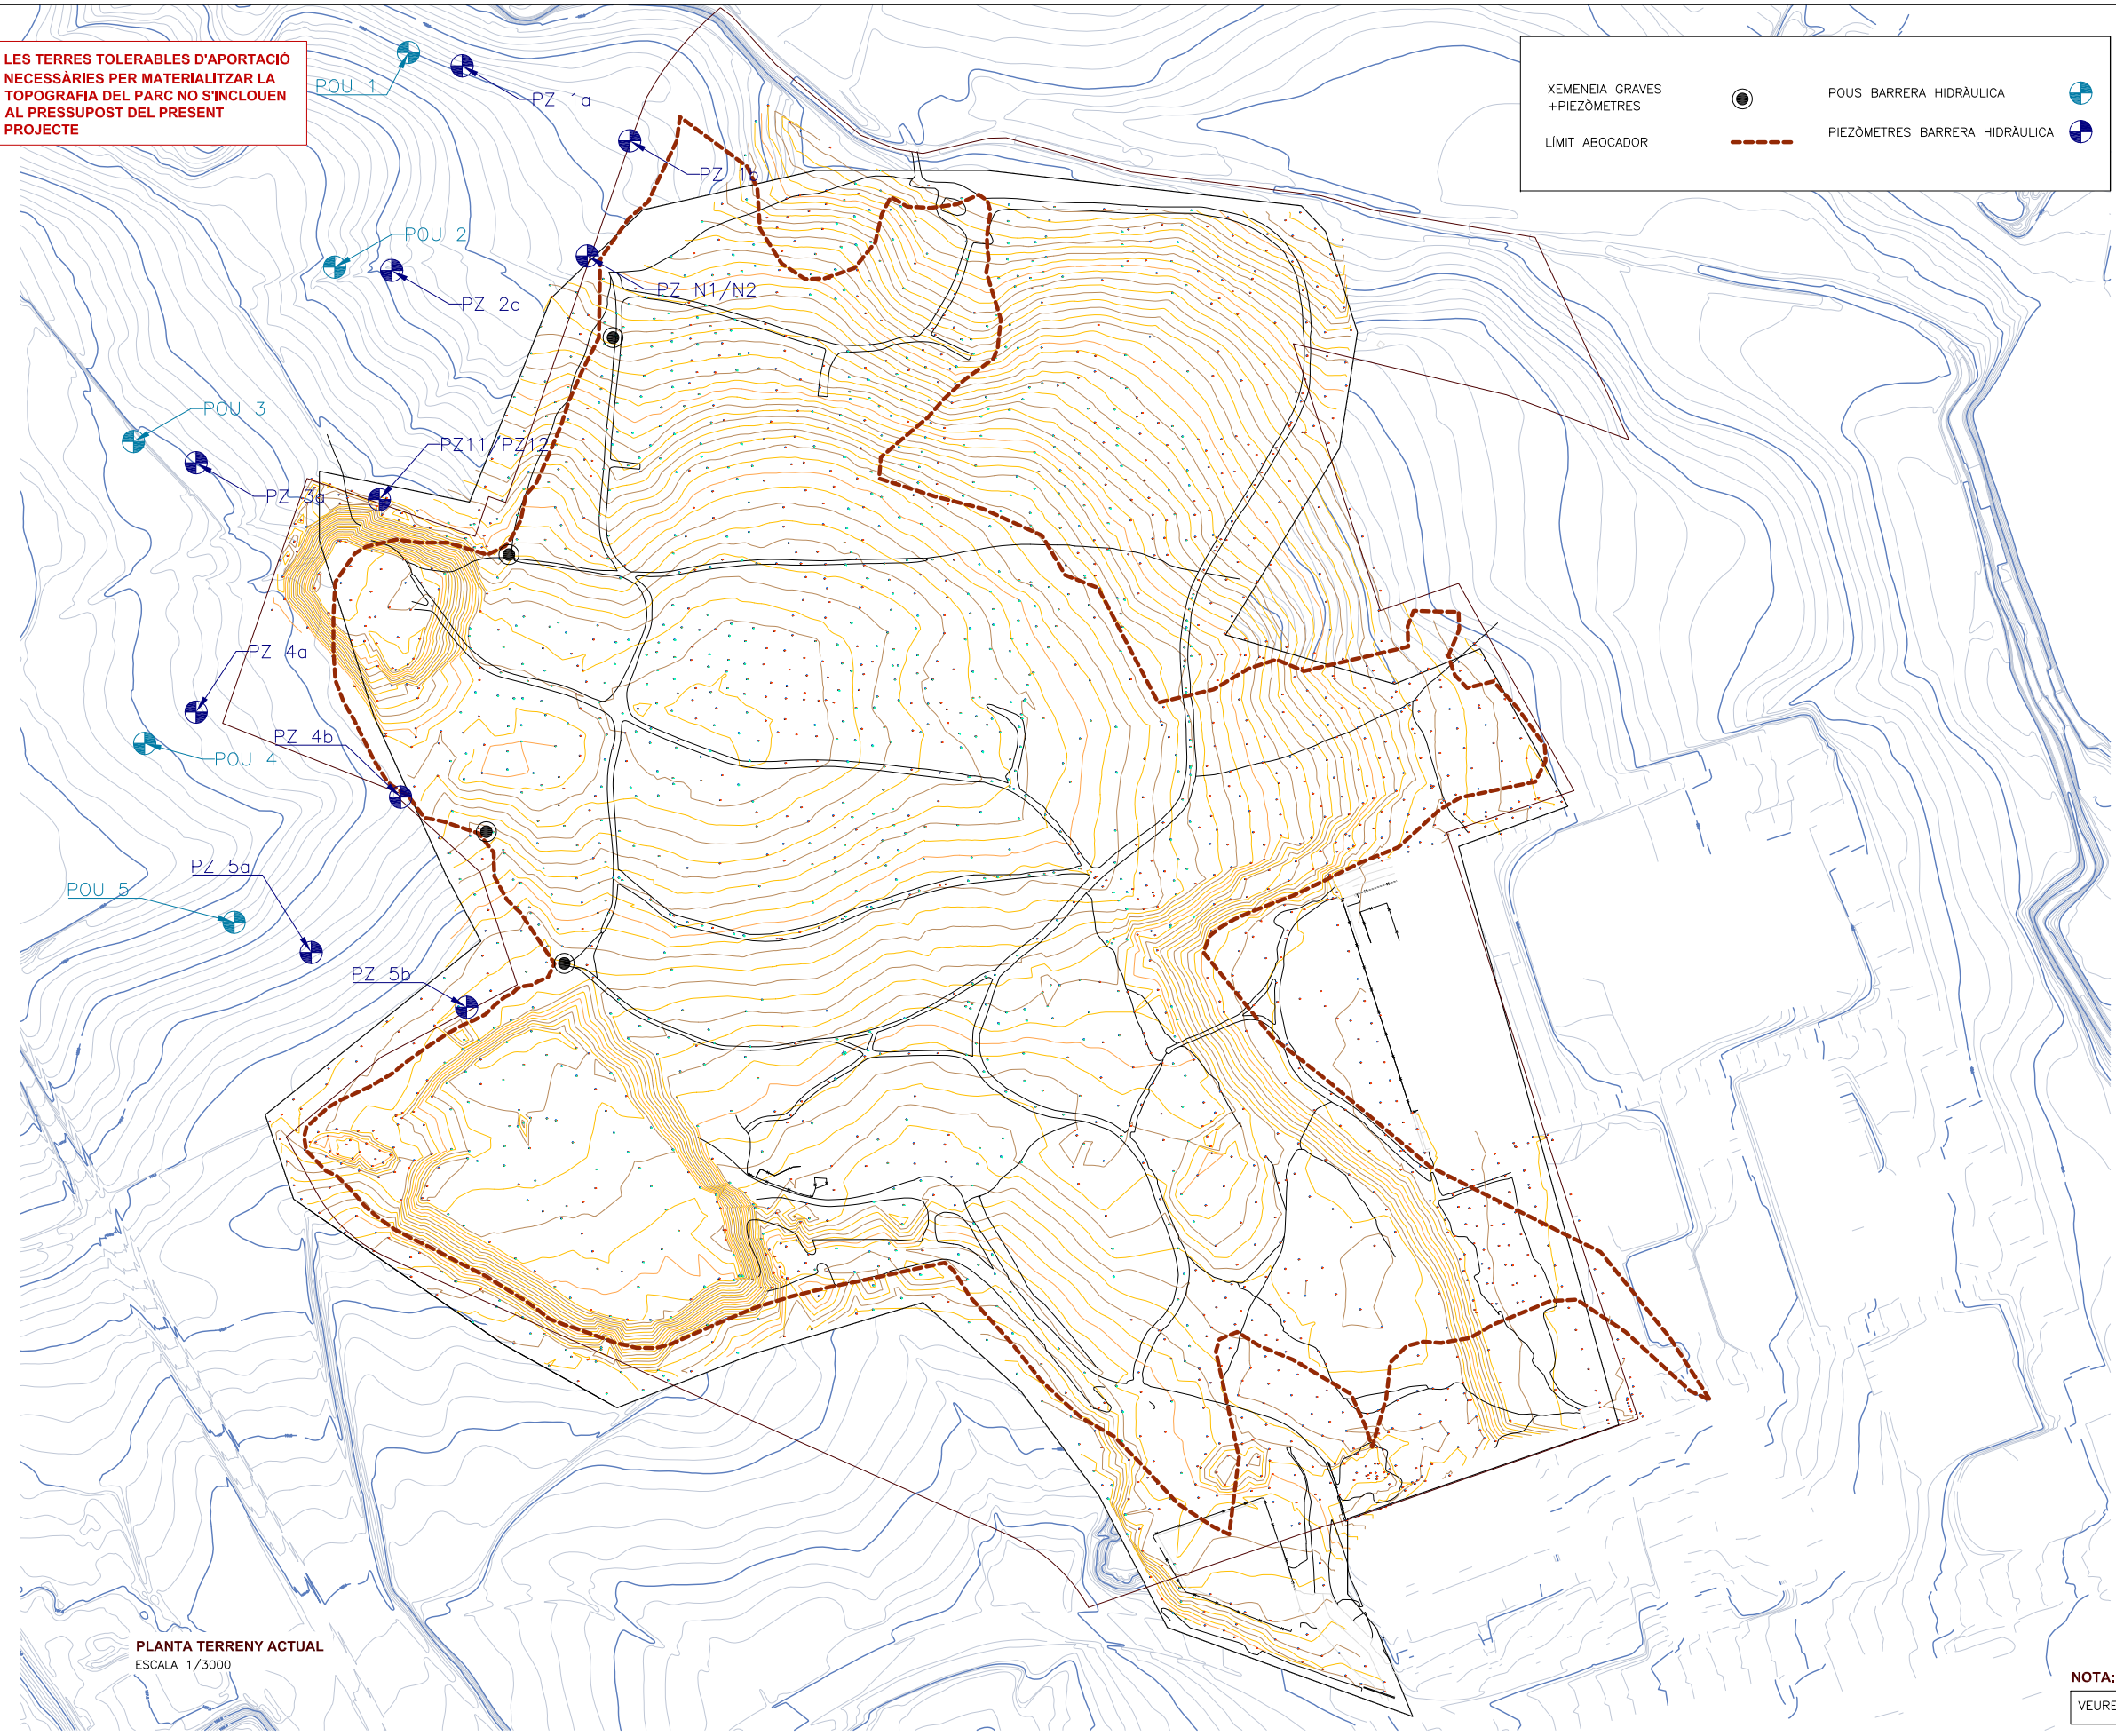 LES TERRES TOLERABLES D'APORTACIÓ
NECESSÀRIES PER MATERIALITZAR LA
TOPOGRAFIA DEL PARC NO S'INCLOUEN
AL PRESSUPOST DEL PRESENT
PROJECTE
XEMENEIA GRAVES
+PIEZÒMETRES
POUS BARRERA HIDRÀULICA
LÍMIT ABOCADOR
PIEZÒMETRES BARRERA HIDRÀULICA
POU 1
PZ 1a
PZ 1b
POU 2
PZ 2a
PZ N1/N2
POU 3
PZ11/PZ12
PZ 3a
PZ 4a
PZ 4b
POU 4
PZ 5a
POU 5
PZ 5b
PLANTA TERRENY ACTUAL
ESCALA 1/3000
NOTA:
VEURE